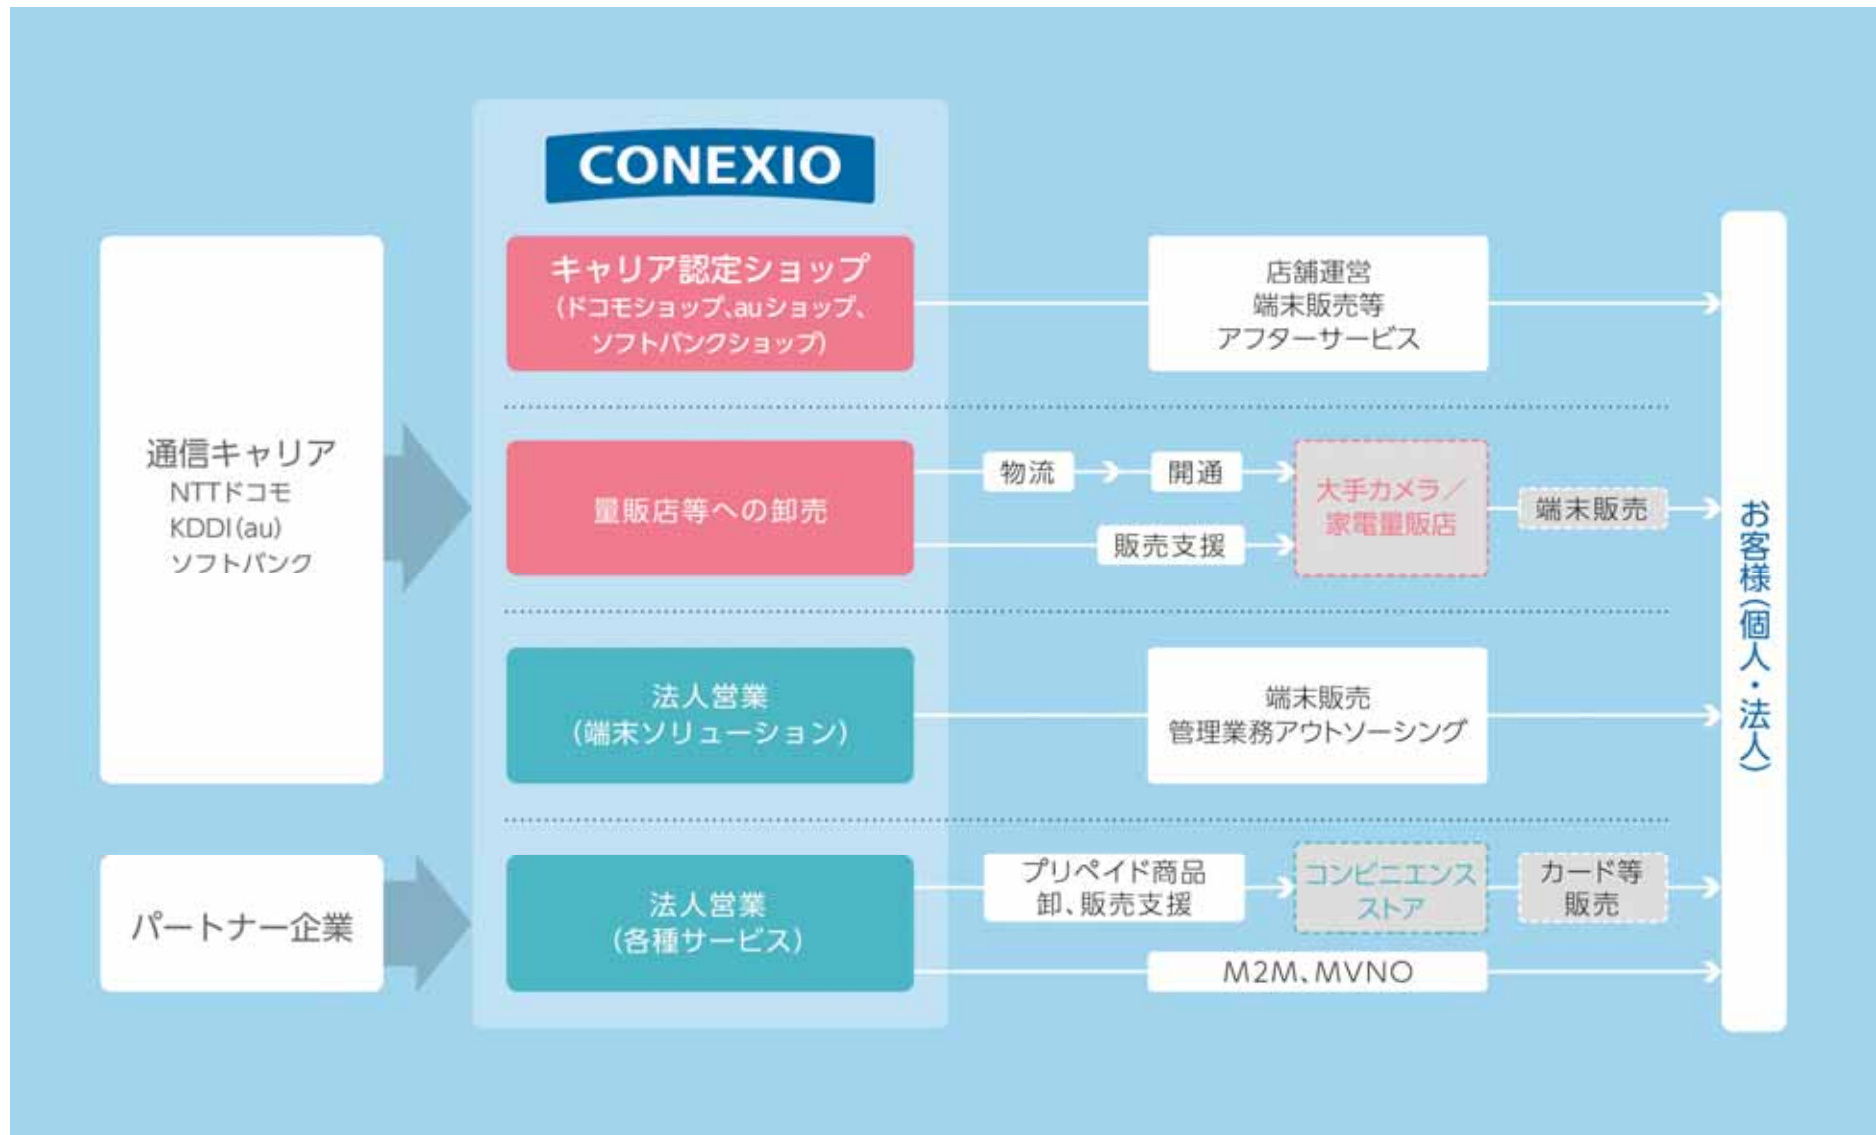 CONEXIO
通信キャリア
NTTドコモ
KDDI(au)
ソフトバンク
パートナー企業
キャリア認定ショップ
(ドコモショップ、auショップ、
ソフトバンクショップ)
店舗運営
端末販売等
アフターサービス
量販店等への卸売
物流
開通
販売支援
大手カメラ/
家電量販店
端末販売
法人営業
(端末ソリューション)
端末販売
管理業務アウトソーシング
法人営業
(各種サービス)
プリペイド商品
卸、販売支援
コンビニエンス
ストア
カード等
販売
M2M、MVNO
お客様(個人・法人)